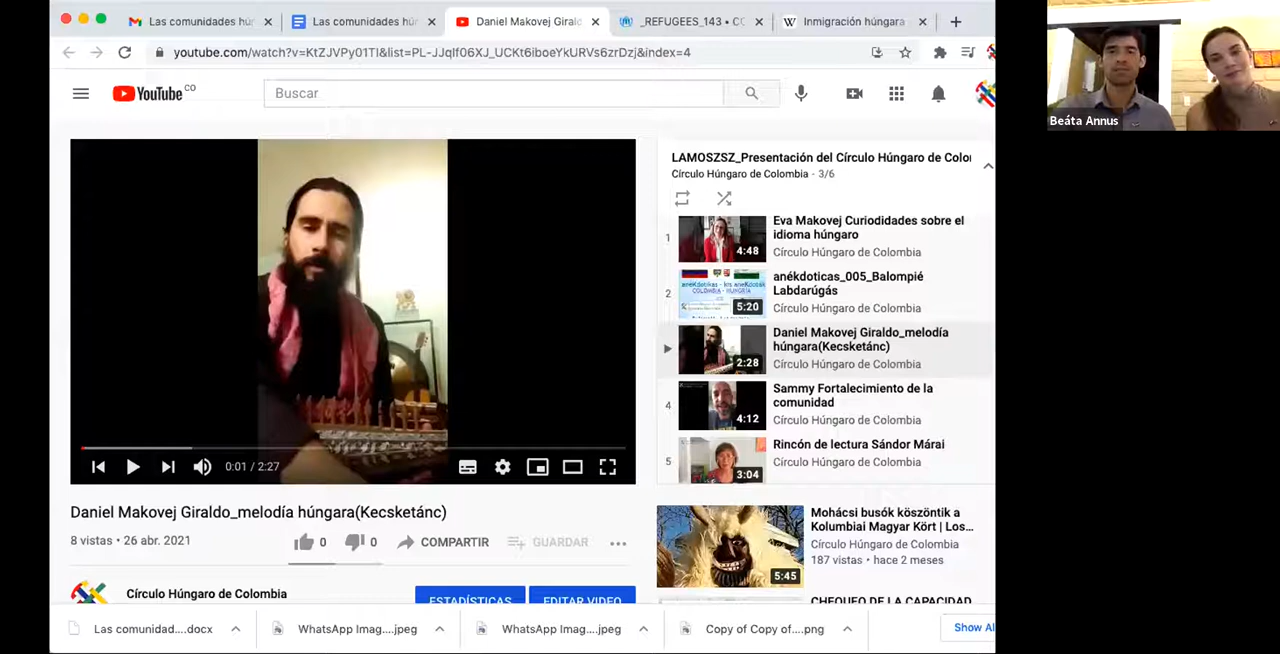 Las comunidades hú
Las comunidades húr
Daniel Makovej Girald
_REFUGEES_143 • CC
Inmigración húngara
youtube.com/watch?v=KtZJVPy01TI&list=PL-JJqIf06XJ_UCKt6iboeYkURVs6zrDzj&index=4
YouTube CO
Buscar
Beáta Annus
LAMOSZSZ_Presentación del Círculo Húngaro de Color
Círculo Húngaro de Colombia - 3/6
1
4:48
Eva Makovej Curiodidades sobre el
idioma húngaro
Círculo Húngaro de Colombia
2
5:20
anékdoticas_005_Balompié
Labdarúgás
Círculo Húngaro de Colombia
2:28
Daniel Makovej Giraldo_melodía
húngara(Kecsketánc)
Círculo Húngaro de Colombia
4
4:12
Sammy Fortalecimiento de la
comunidad
Círculo Húngaro de Colombia
5
3:04
Rincón de lectura Sándor Márai
Círculo Húngaro de Colombia
0:01 / 2:27
Daniel Makovej Giraldo_melodía húngara(Kecsketánc)
8 vistas • 26 abr. 2021
0
0
COMPARTIR
GUARDAR
Círculo Húngaro de Colombia
ESTADÍSTICAS
EDITAR VIDEO
5:45
Mohácsi busók köszöntik a
Kolumbiai Magyar Kört | Los...
Círculo Húngaro de Colombia
187 vistas • hace 2 meses
CHEQUEO DE LA CAPACIDAD
Las comunidad....docx
WhatsApp Imag....jpeg
WhatsApp Imag....jpeg
Copy of Copy of....png
Show Al